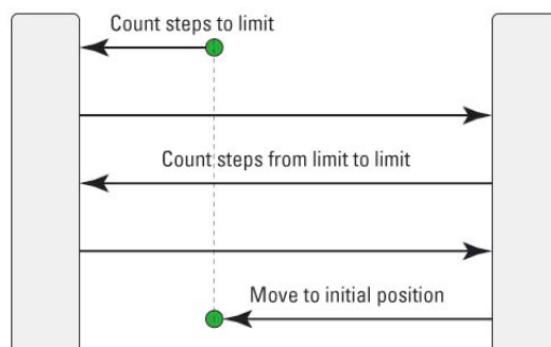 Count steps to limit
Count steps from limit to limit
Move to initial position